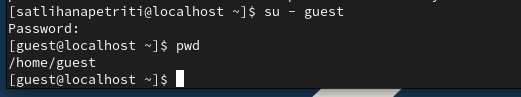 [satlihanapetriti@localhost ~]$ su - guest
Password:
[guest@localhost ~]$ pwd
/home/guest
[guest@localhost ~]$